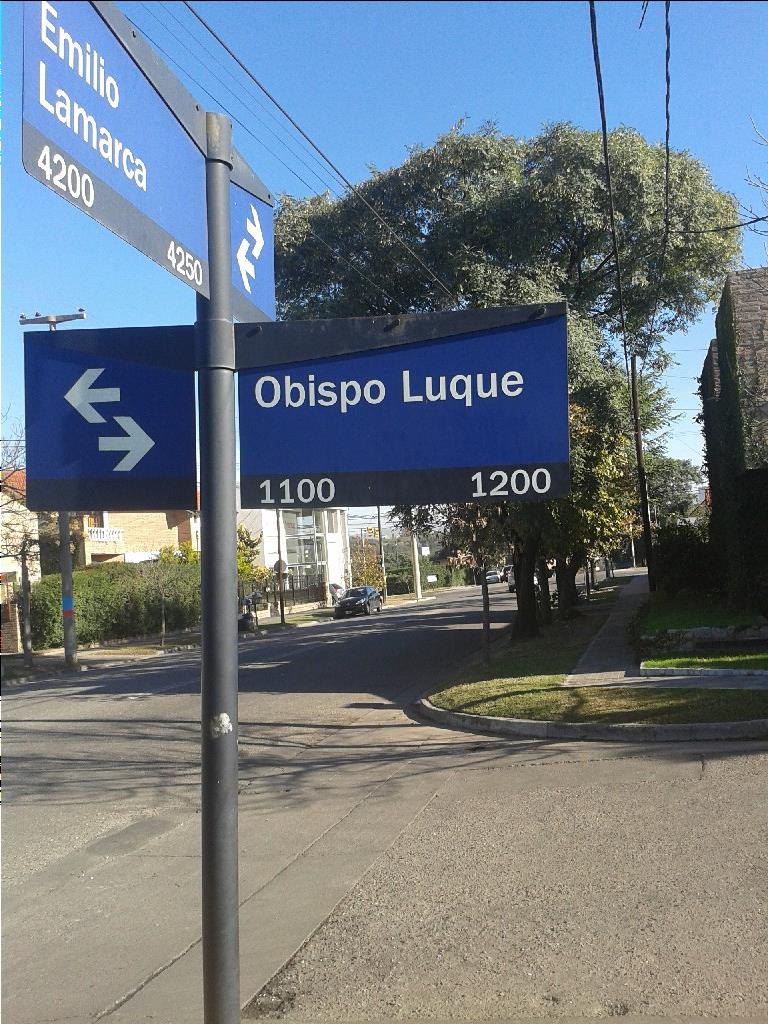 Emilio
Lamarca
4200 4250
Obispo Luque
1100 1200